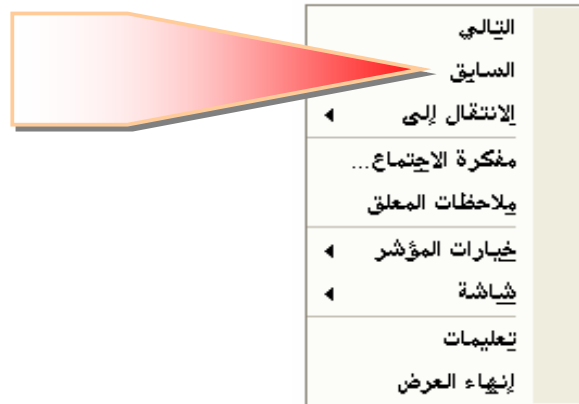 التالي
السابق
الانتقال إلى
مفكرة الاجتماع...
ملاحظات المعلق
خيارات المؤشر
شاشة
تعليمات
إنهاء العرض